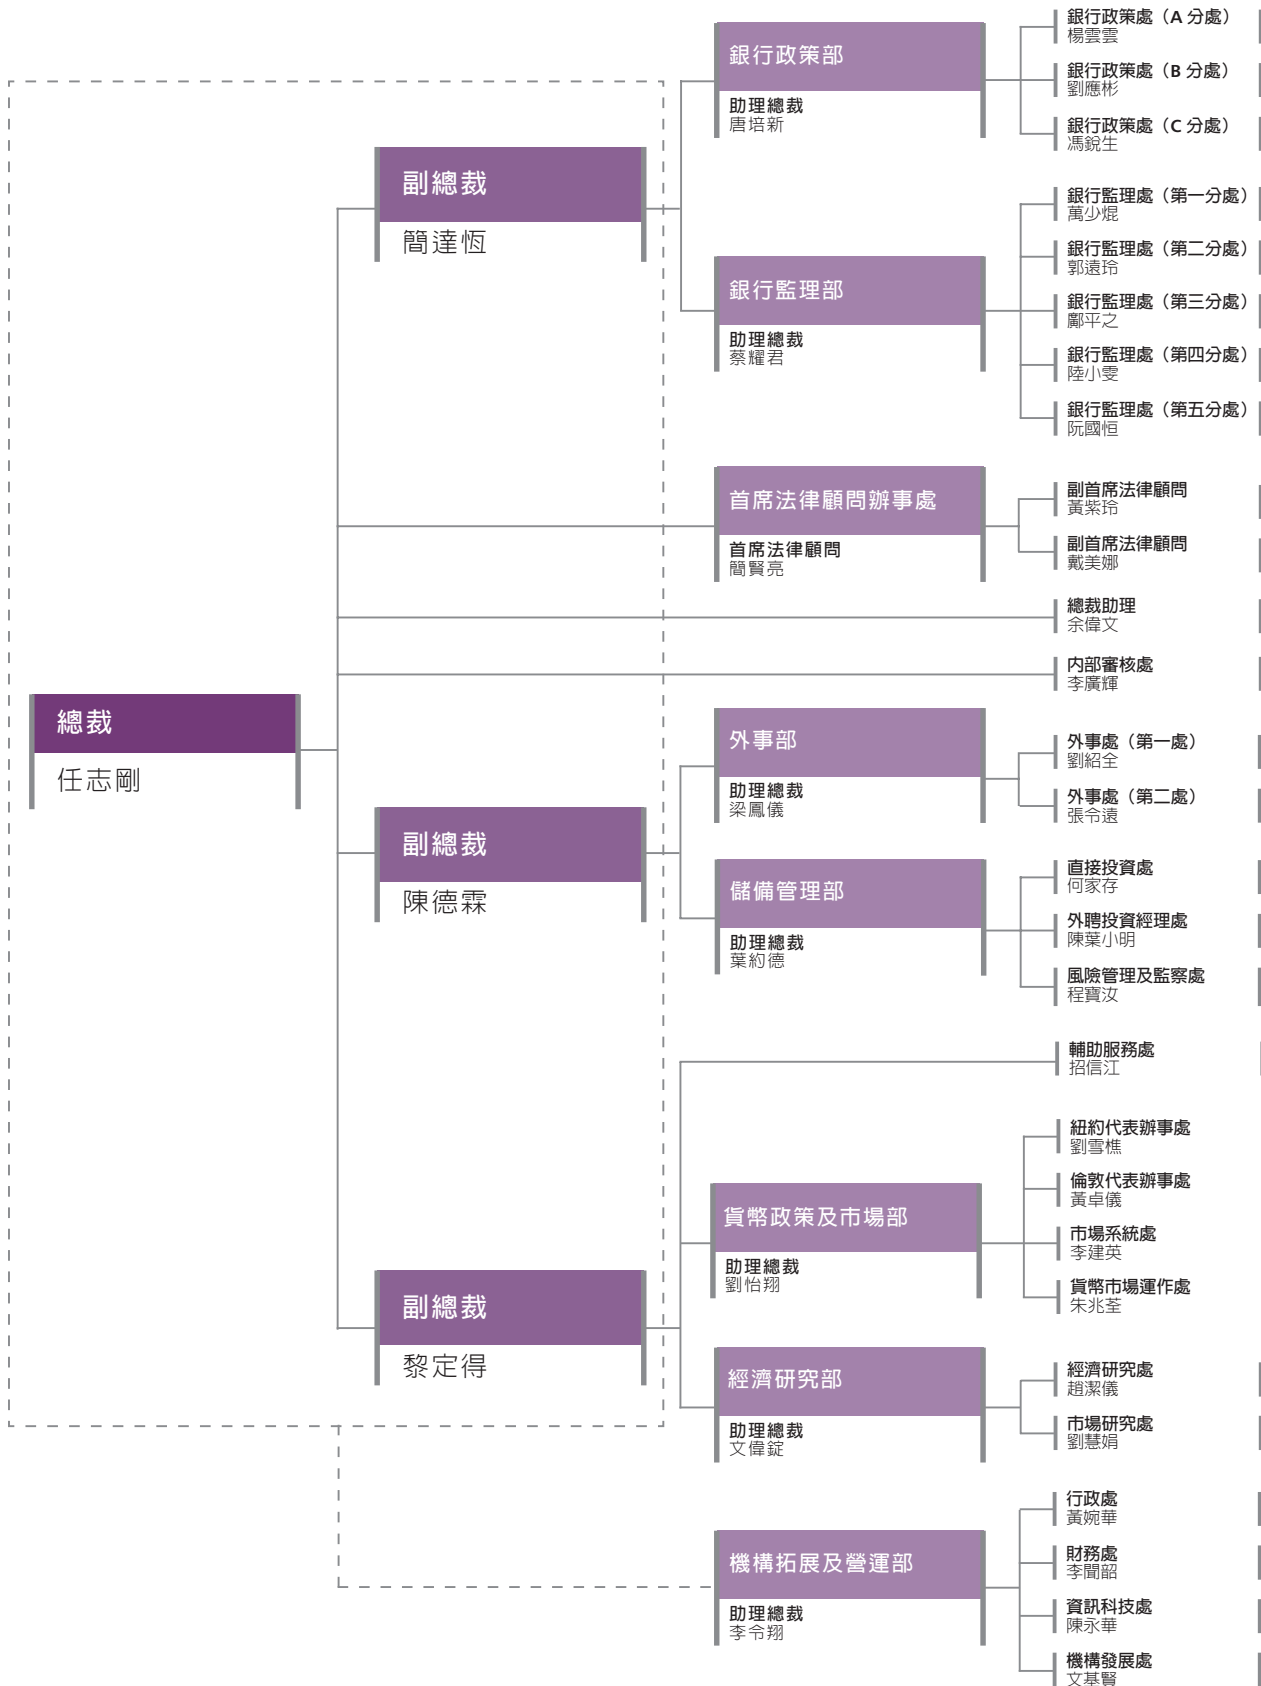 總裁
任志剛
副總裁
簡達恆
銀行政策部
助理總裁
唐培新
銀行政策處（A 分處）
楊雲雲
銀行政策處（B 分處）
劉應彬
銀行政策處（C 分處）
馮銳生
銀行監理部
助理總裁
蔡耀君
銀行監理處（第一分處）
萬少焜
銀行監理處（第二分處）
郭遠玲
銀行監理處（第三分處）
鄺平之
銀行監理處（第四分處）
陸小雯
銀行監理處（第五分處）
阮國恒
首席法律顧問辦事處
首席法律顧問
簡賢亮
副首席法律顧問
黃紫玲
副首席法律顧問
戴美娜
總裁助理
余偉文
內部審核處
李廣輝
副總裁
陳德霖
外事部
助理總裁
梁鳳儀
外事處（第一處）
劉紹全
外事處（第二處）
張令遠
儲備管理部
助理總裁
葉約德
直接投資處
何家存
外聘投資經理處
陳葉小明
風險管理及監察處
程寶汝
副總裁
黎定得
輔助服務處
招信江
貨幣政策及市場部
助理總裁
劉怡翔
紐約代表辦事處
劉雪樵
倫敦代表辦事處
黃卓儀
市場系統處
李建英
貨幣市場運作處
朱兆荃
經濟研究部
助理總裁
文偉錠
經濟研究處
趙潔儀
市場研究處
劉慧娟
機構拓展及營運部
助理總裁
李令翔
行政處
黃婉華
財務處
李聞韶
資訊科技處
陳永華
機構發展處
文基賢